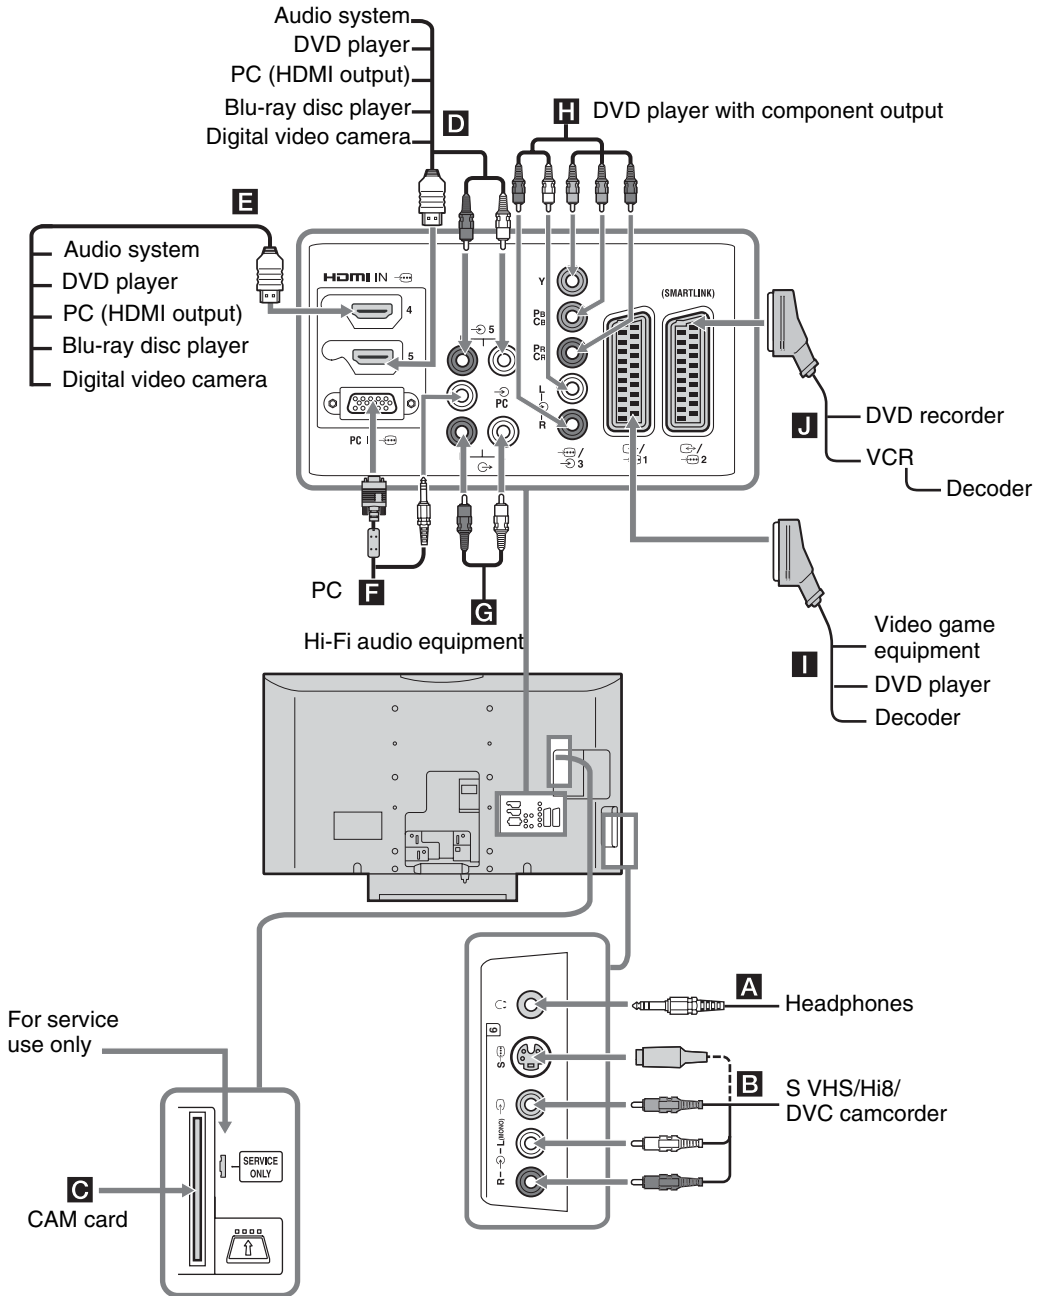 Audio system
DVD player
PC (HDMI output)
Blu-ray disc player
Digital video camera
D
H DVD player with component output
E
Audio system
DVD player
PC (HDMI output)
Blu-ray disc player
Digital video camera
HDMI IN
4
5
5
PC
Y
PB
CB
PR
CR
L
R
3
(SMARTLINK)
1
2
J
DVD recorder
VCR
Decoder
PC F
G
Hi-Fi audio equipment
I
Video game
equipment
DVD player
Decoder
A Headphones
6
S
B
S VHS/Hi8/
DVC camcorder
L(MONO)
R
For service
use only
SERVICE
ONLY
C
CAM card